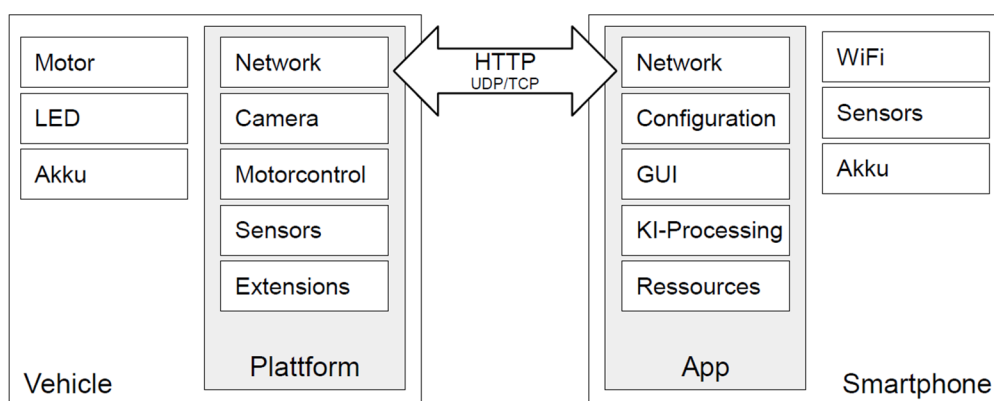 Motor
LED
Akku
Vehicle
Network
Camera
Motorcontrol
Sensors
Extensions
Plattform
HTTP
UDP/TCP
Network
Configuration
GUI
KI-Processing
Ressources
App
WiFi
Sensors
Akku
Smartphone